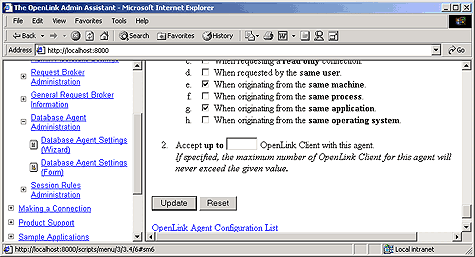 The OpenLink Admin Assistant - Microsoft Internet Explorer
File Edit View Favorites Tools Help
Back Search Favorites History
Address http://localhost:8000 Go
Request Broker
Administration
General Request Broker
Information
Database Agent
Administration
Database Agent Settings
(Wizard)
Database Agent Settings
(Form)
Session Rules
Administration
Making a Connection
Product Support
Sample Applications
c. When requesting a read only connection.
d. When requested by the same user.
e. When originating from the same machine.
f. When originating from the same process.
g. When originating from the same application.
h. When originating from the same operating system.
2. Accept up to OpenLink Client with this agent.
If specified, the maximum number of OpenLink Client for this agent will
never exceed the given value.
Update Reset
OpenLink Agent Configuration List
http://localhost:8000/scripts/menu/3/3.4/6#sm6 Local intranet